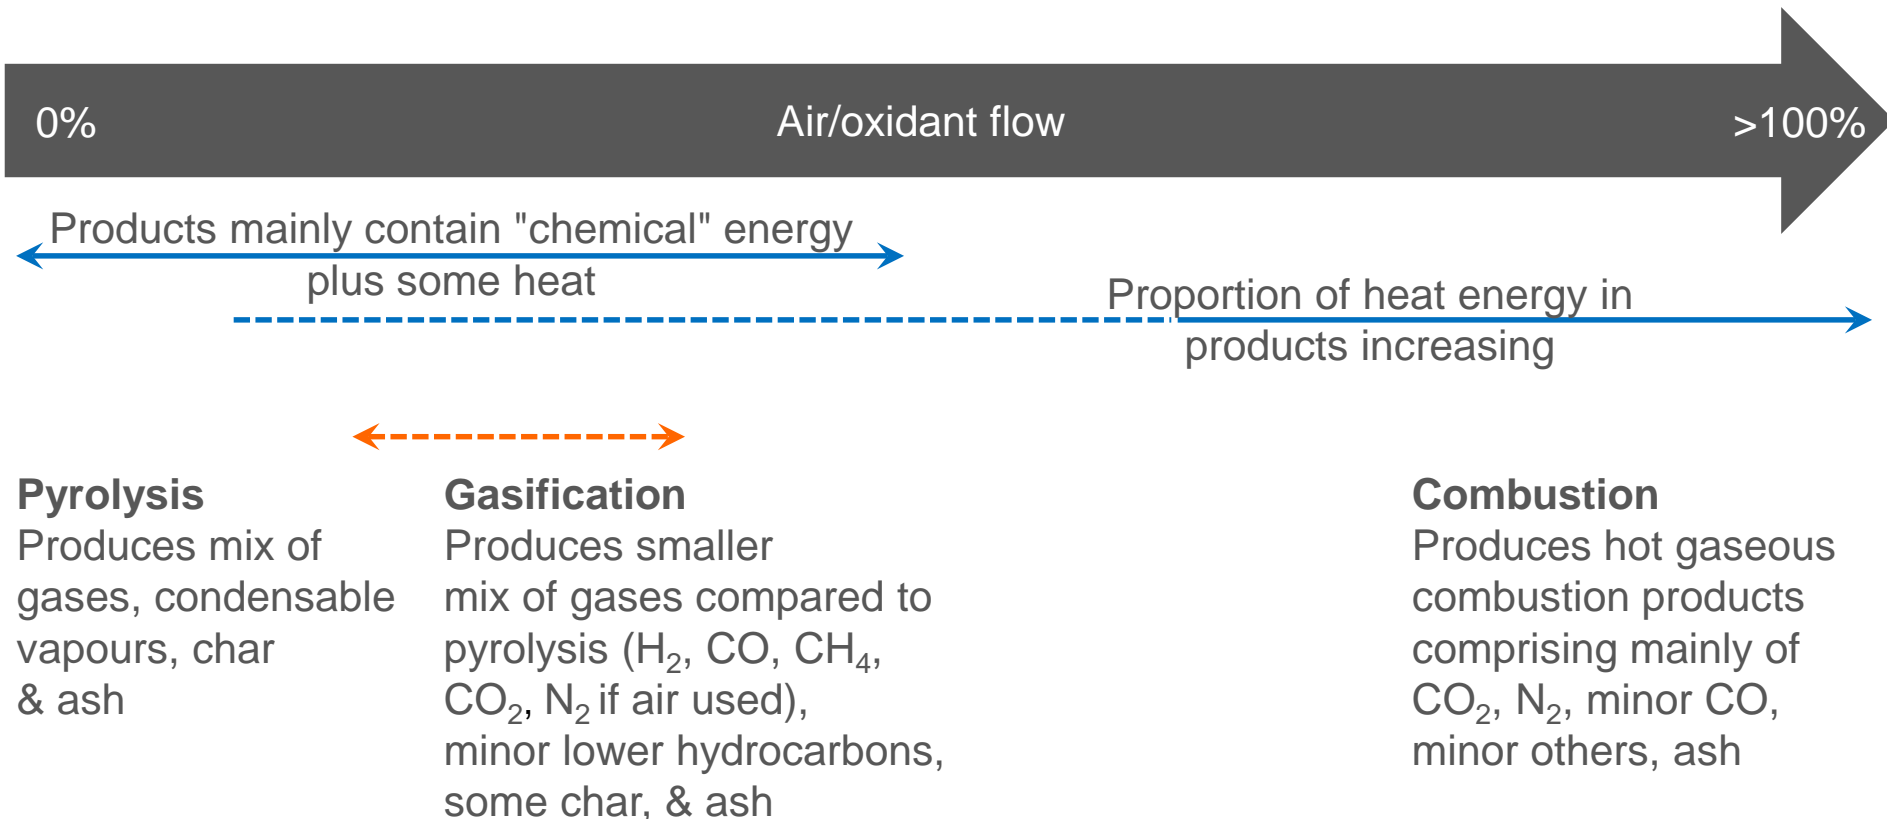 0%
Air/oxidant flow
>100%
Products mainly contain "chemical" energy
plus some heat
Proportion of heat energy in
products increasing
Pyrolysis
Produces mix of
gases, condensable
vapours, char
& ash
Gasification
Produces smaller
mix of gases compared to
pyrolysis (H₂, CO, CH₄,
CO₂, N₂ if air used),
minor lower hydrocarbons,
some char, & ash
Combustion
Produces hot gaseous
combustion products
comprising mainly of
CO₂, N₂, minor CO,
minor others, ash